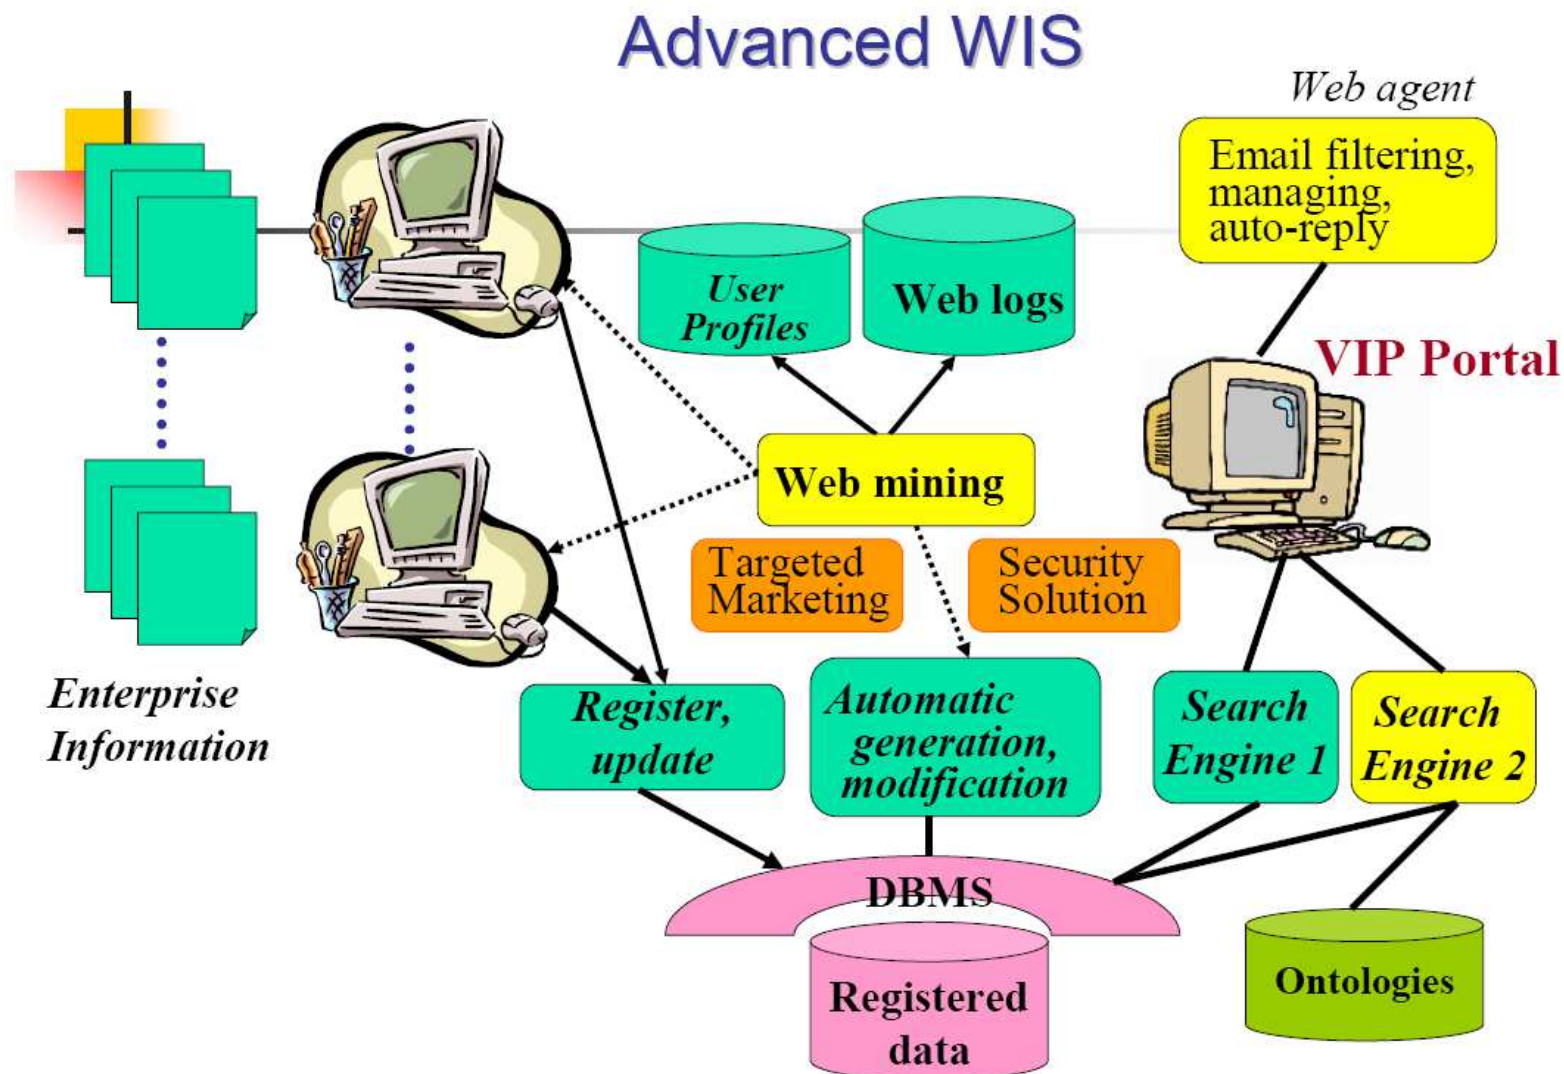 Advanced WIS
Web agent
Email filtering,
managing,
auto-reply
User
Profiles
Web logs
VIP Portal
Web mining
Targeted
Marketing
Security
Solution
Enterprise
Information
Register,
update
Automatic
generation,
modification
Search
Engine 1
Search
Engine 2
DBMS
Registered
data
Ontologies